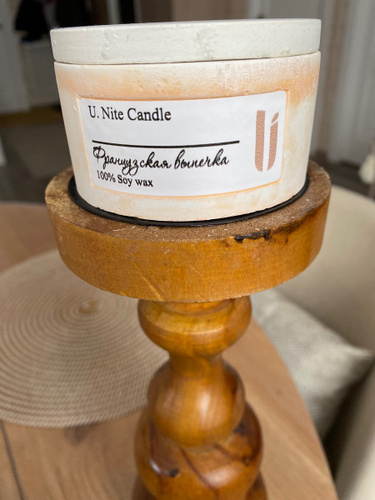 U. Nite Candle
Французская выпечка
100% Soy wax